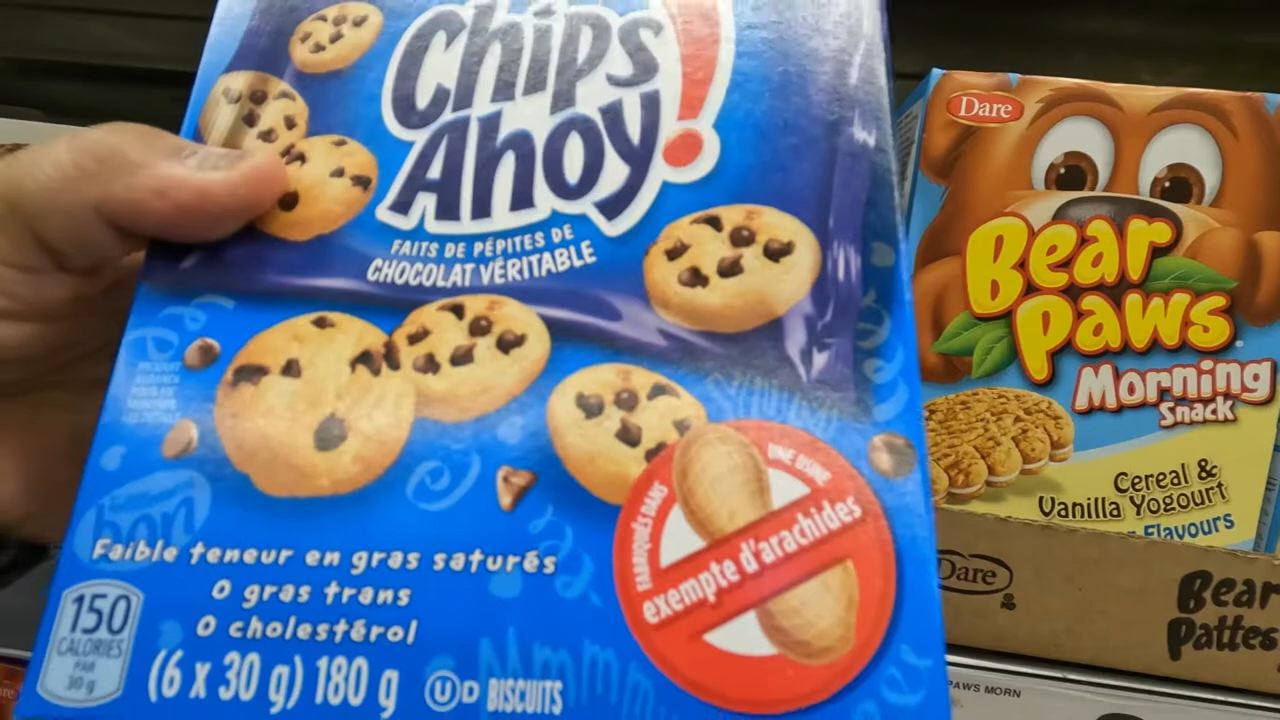 Chips
Ahoy!
FAITS DE PÉPITES DE
CHOCOLAT VÉRITABLE
bon
Faible teneur en gras saturés
0 gras trans
0 cholestérol
150
CALORIES
PAR
30 g
(6 x 30 g) 180 g
U D BISCUITS
FABRIQUÉS DANS UNE USINE
exempte d'arachides
Dare
Bear
Paws
Morning
Snack
Cereal &
Vanilla Yogourt
Flavours
Dare
Bear
Pattes
PAWS MORN